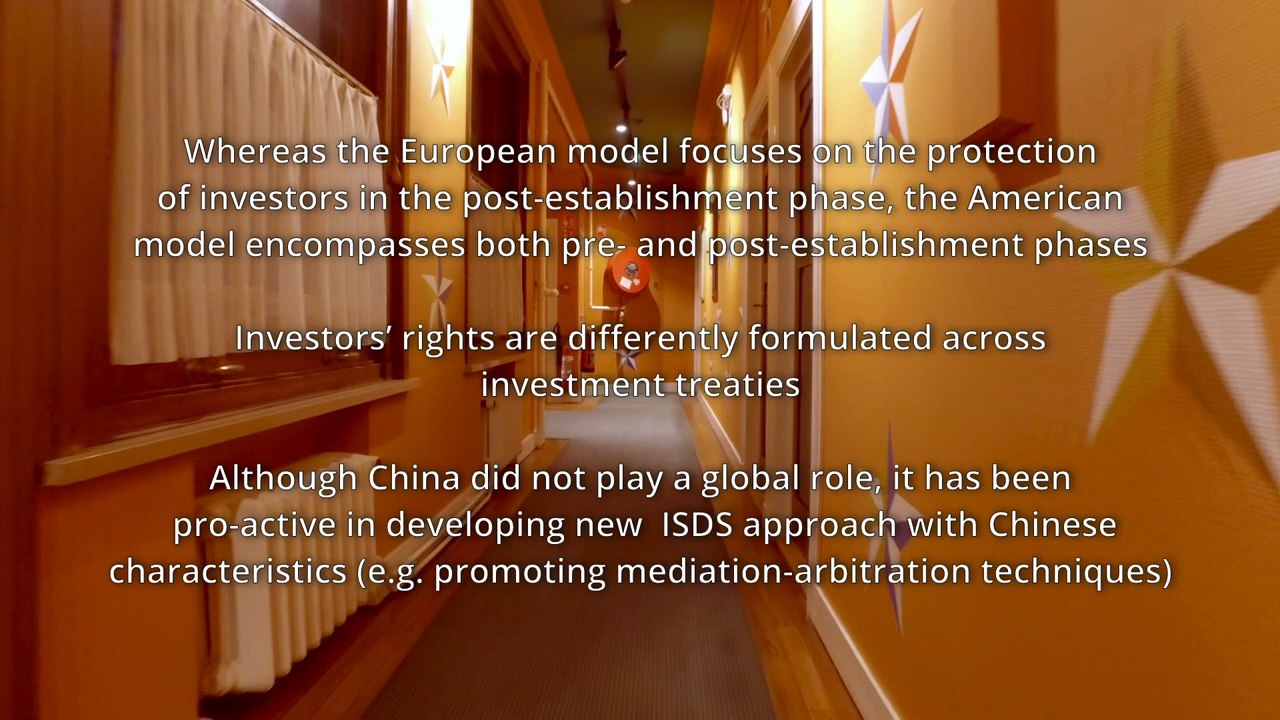 Whereas the European model focuses on the protection
of investors in the post-establishment phase, the American
model encompasses both pre- and post-establishment phases
Investors’ rights are differently formulated across
investment treaties
Although China did not play a global role, it has been
pro-active in developing new  ISDS approach with Chinese
characteristics (e.g. promoting mediation-arbitration techniques)